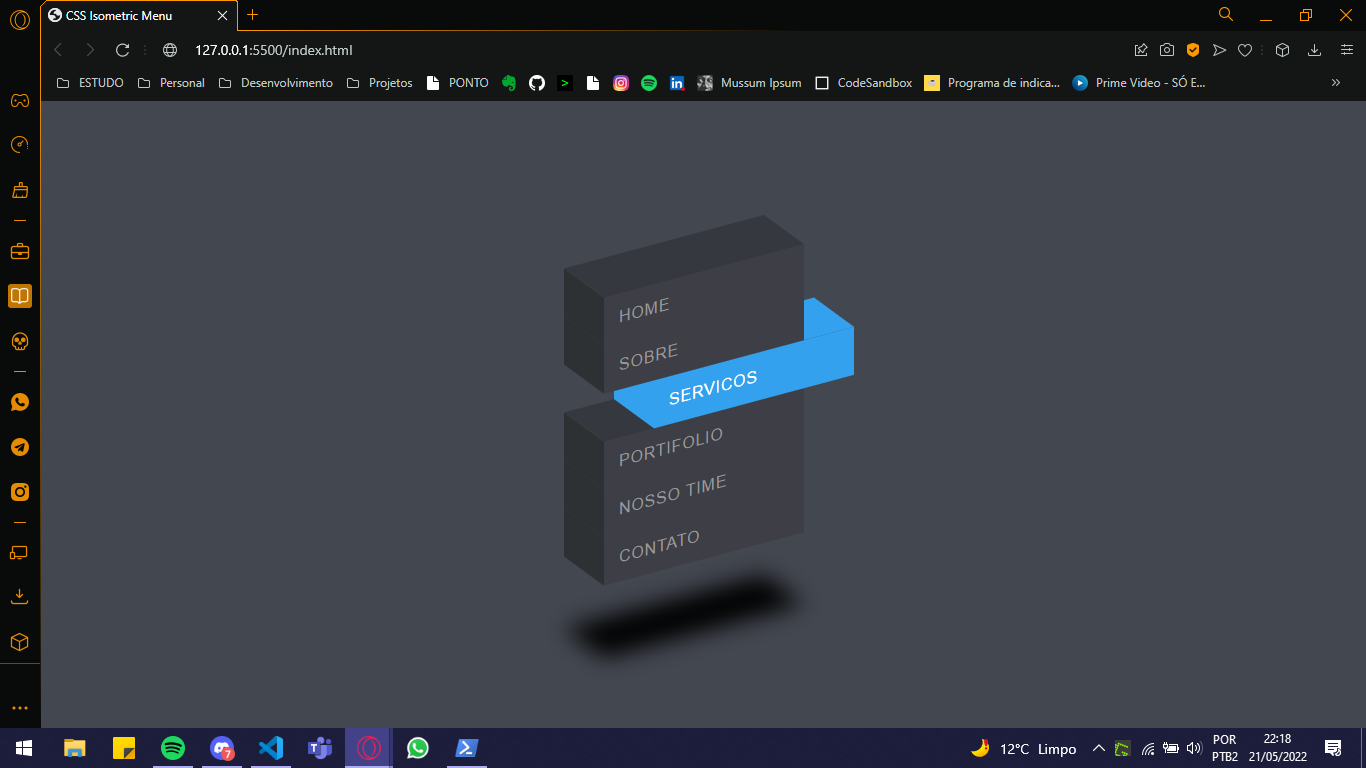 CSS Isometric Menu
127.0.0.1:5500/index.html
ESTUDO Personal Desenvolvimento Projetos PONTO Mussum Ipsum CodeSandbox Programa de indica... Prime Video - SÓ E...
HOME
SOBRE
SERVICOS
PORTIFOLIO
NOSSO TIME
CONTATO
7
12°C Limpo
POR
PTB2
22:18
21/05/2022